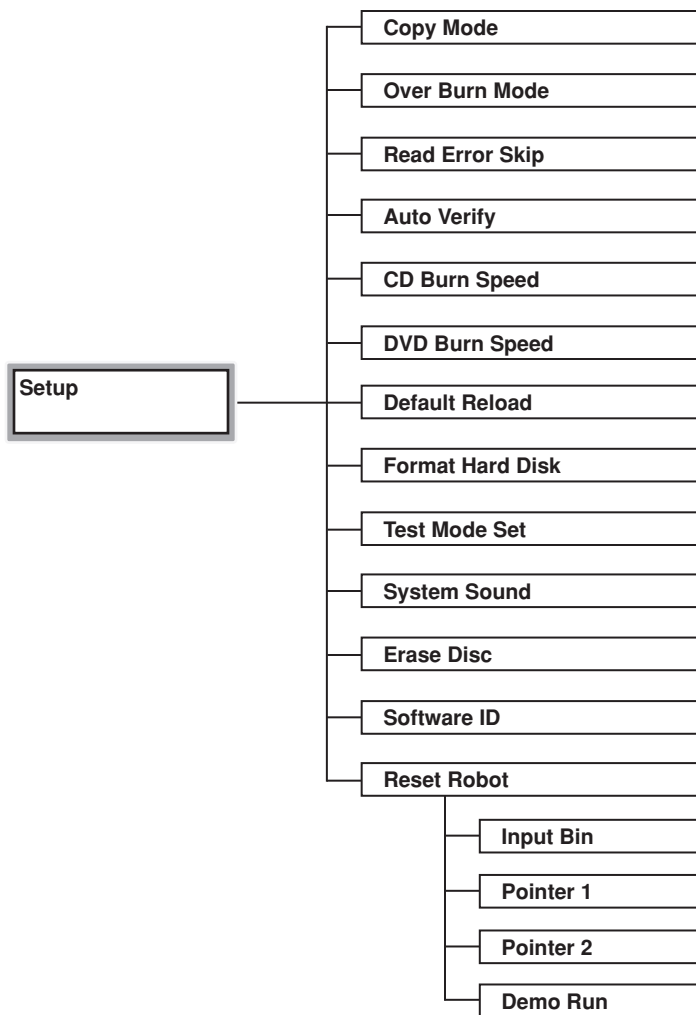 Copy Mode
Over Burn Mode
Read Error Skip
Auto Verify
CD Burn Speed
DVD Burn Speed
Setup
Default Reload
Format Hard Disk
Test Mode Set
System Sound
Erase Disc
Software ID
Reset Robot
Input Bin
Pointer 1
Pointer 2
Demo Run